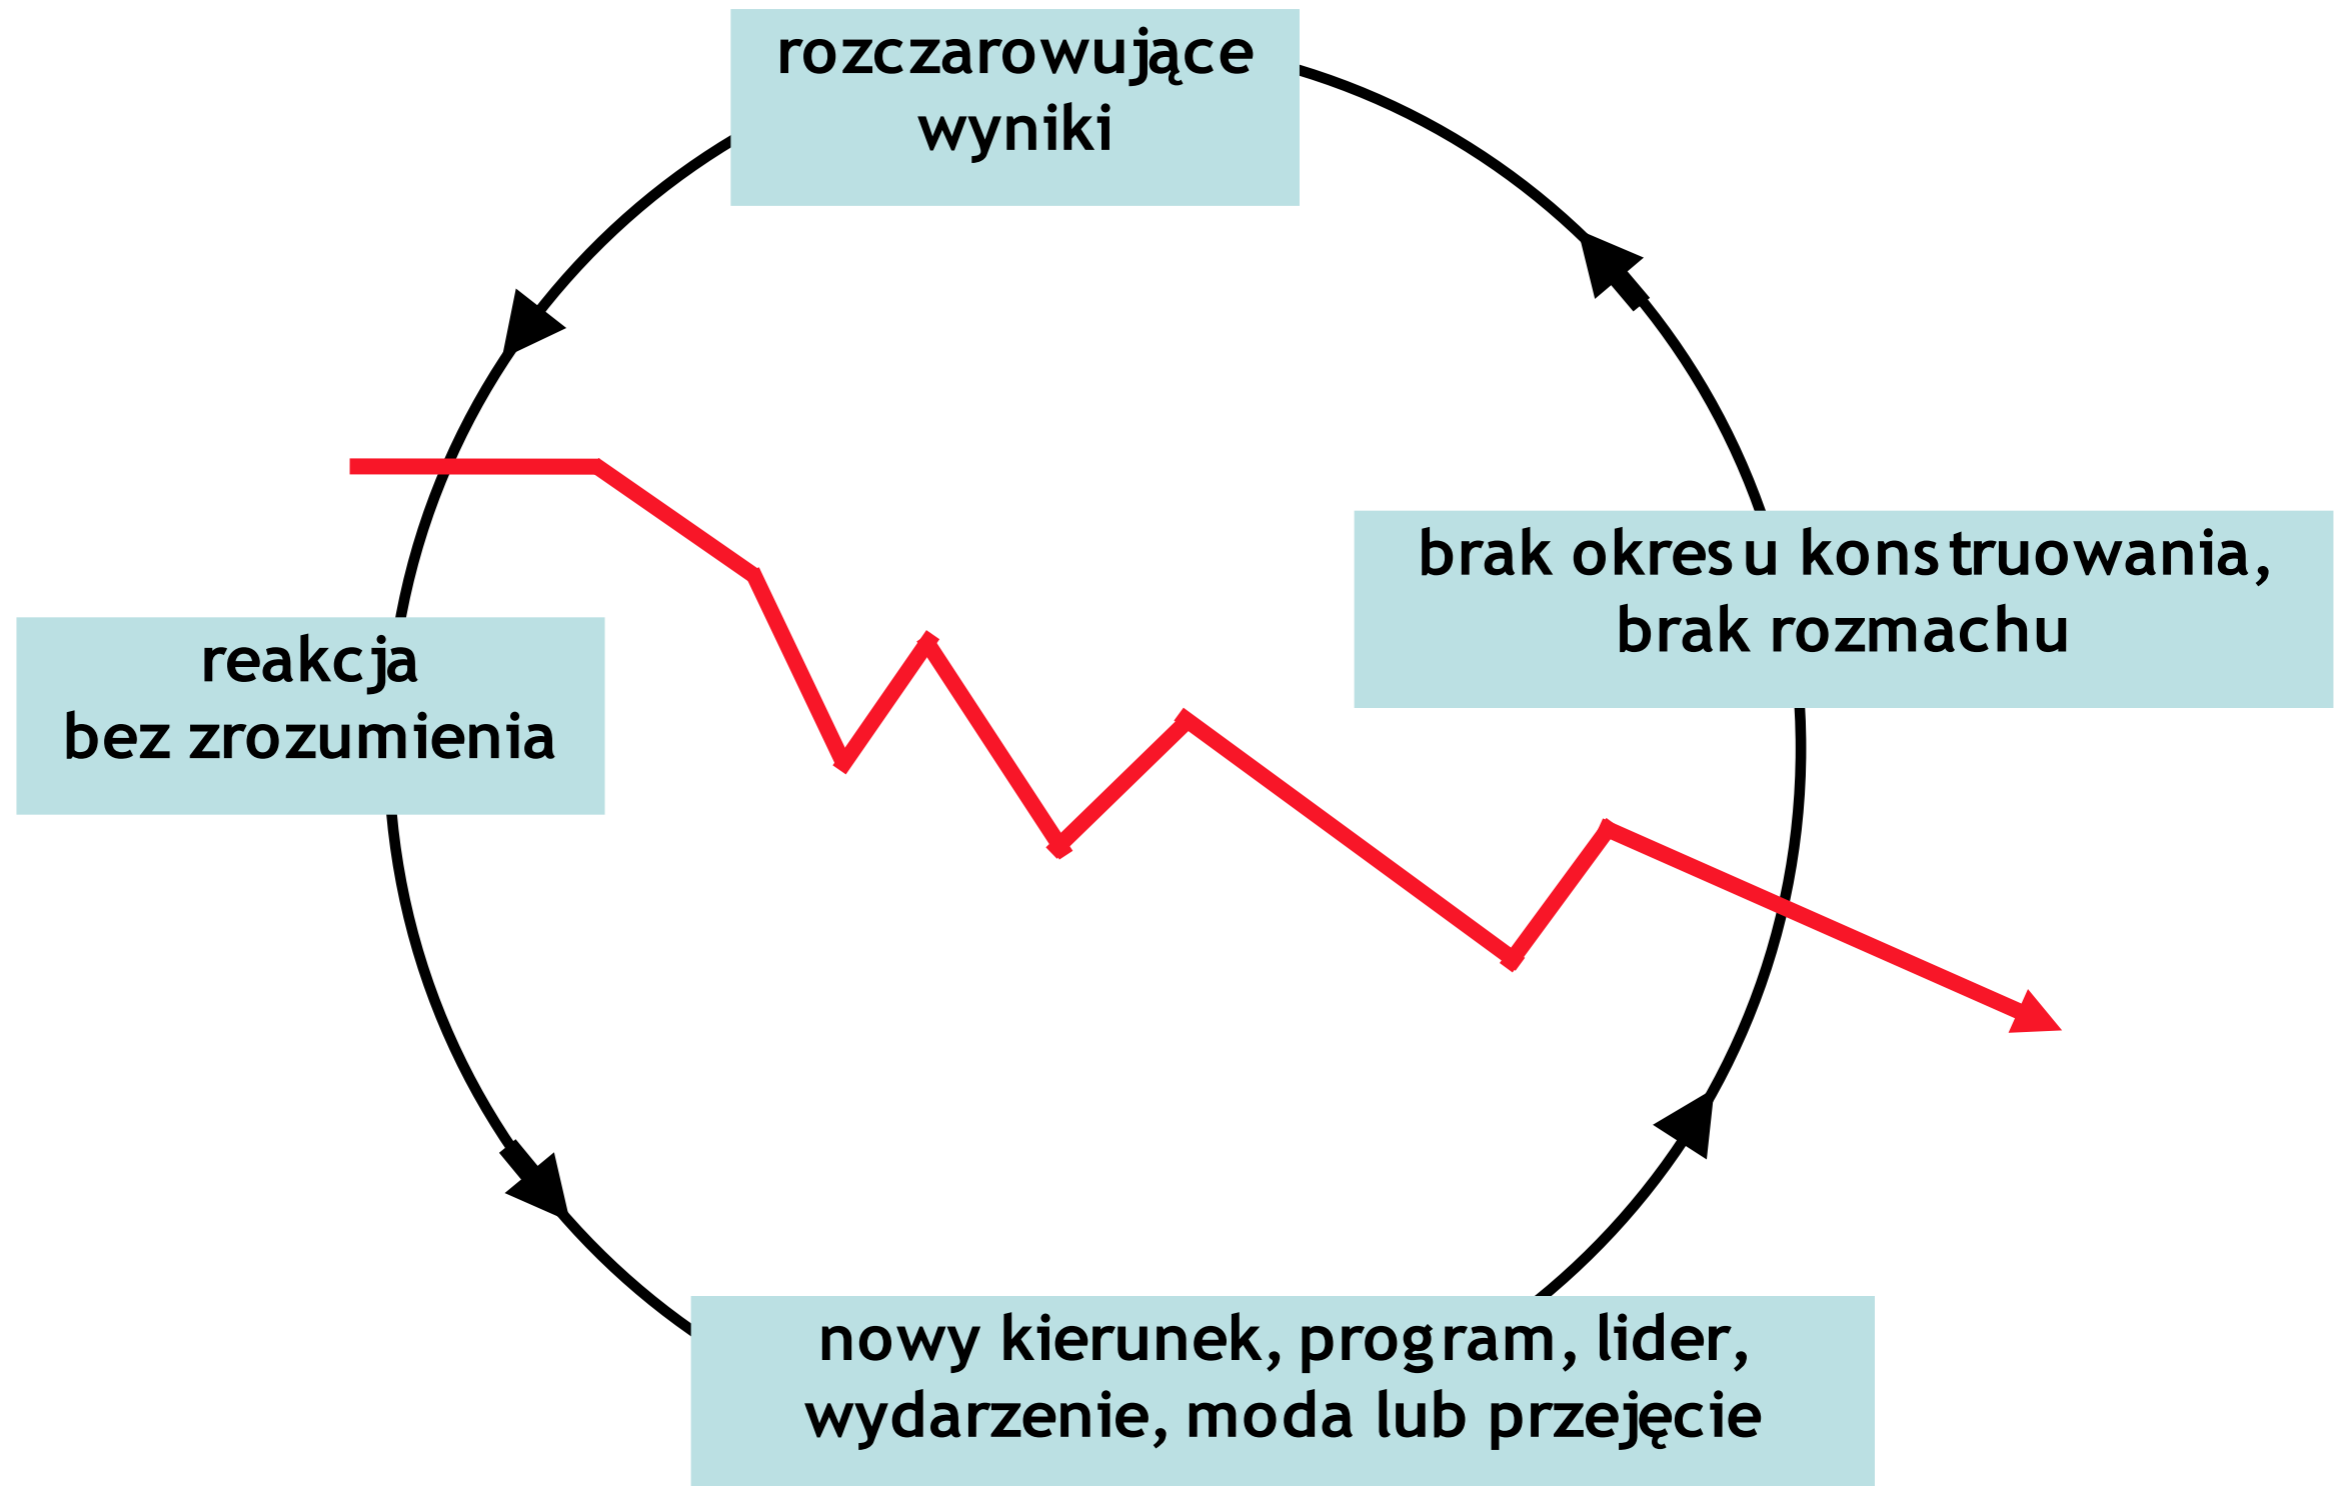 rozczarowujące
wyniki
brak okresu konstruowania,
brak rozmachu
reakcja
bez zrozumienia
nowy kierunek, program, lider,
wydarzenie, moda lub przejęcie